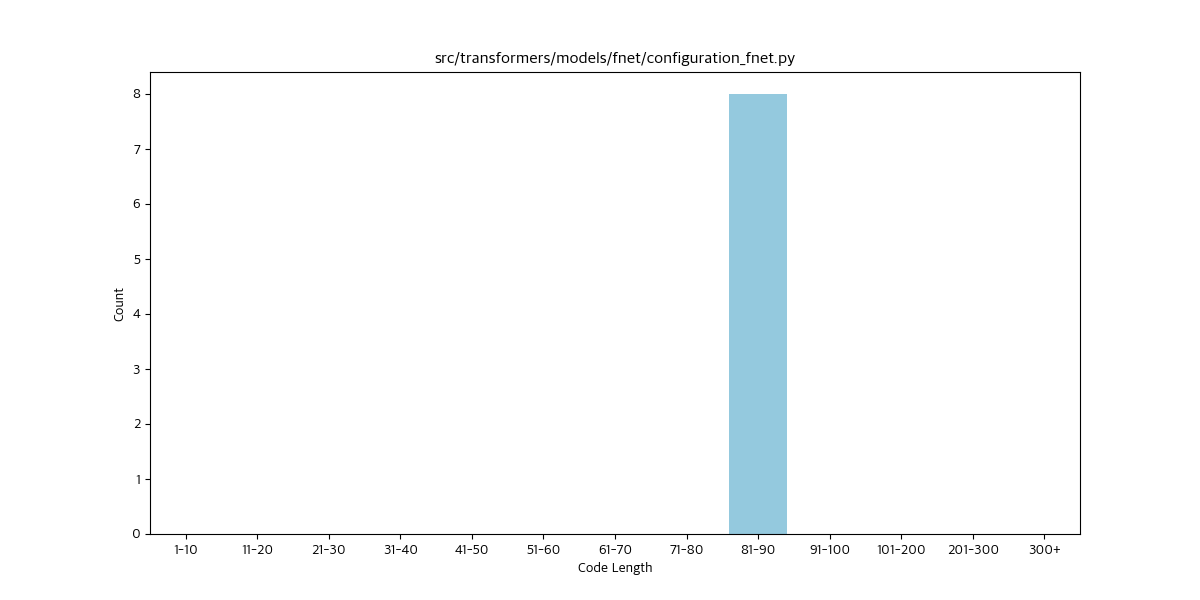 src/transformers/models/fnet/configuration_fnet.py
8
7
6
5
4
3
2
1
0
Count
1-10 11-20 21-30 31-40 41-50 51-60 61-70 71-80 81-90 91-100 101-200 201-300 300+
Code Length